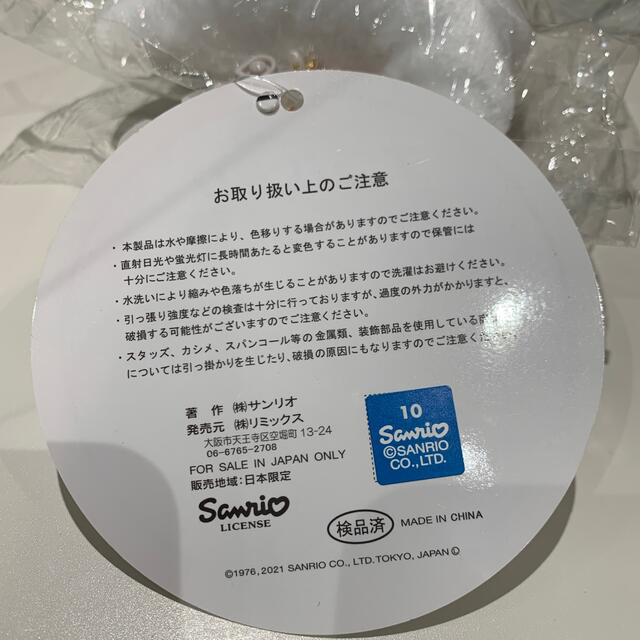 お取り扱い上のご注意
・本製品は水や摩擦により、色移りする場合がありますのでご注意ください。
・直射日光や蛍光灯に長時間あたると変色することがありますので保管には
十分にご注意ください。
・水洗いにより縮みや色落ちが生じることがありますので洗濯はお避けください。
・引っ張り強度などの検査は十分に行っておりますが、過度の外力がかかりますと、
破損する可能性がございますのでご注意ください。
・スタッズ、カシメ、スパンコール等の金属類、装飾部品を使用している商
については引っ掛かりを生じたり、破損の原因にもなりますのでご注意くださ
著作 ㈱サンリオ
発売元 ㈱リミックス
大阪市天王寺区空堀町 13-24
06-6765-2708
FOR SALE IN JAPAN ONLY
販売地域:日本限定
Sanrio
LICENSE
10
Sanrio
©SANRIO
CO., LTD.
検品済
MADE IN CHINA
©1976, 2021 SANRIO CO., LTD. TOKYO, JAPAN Ⓛ